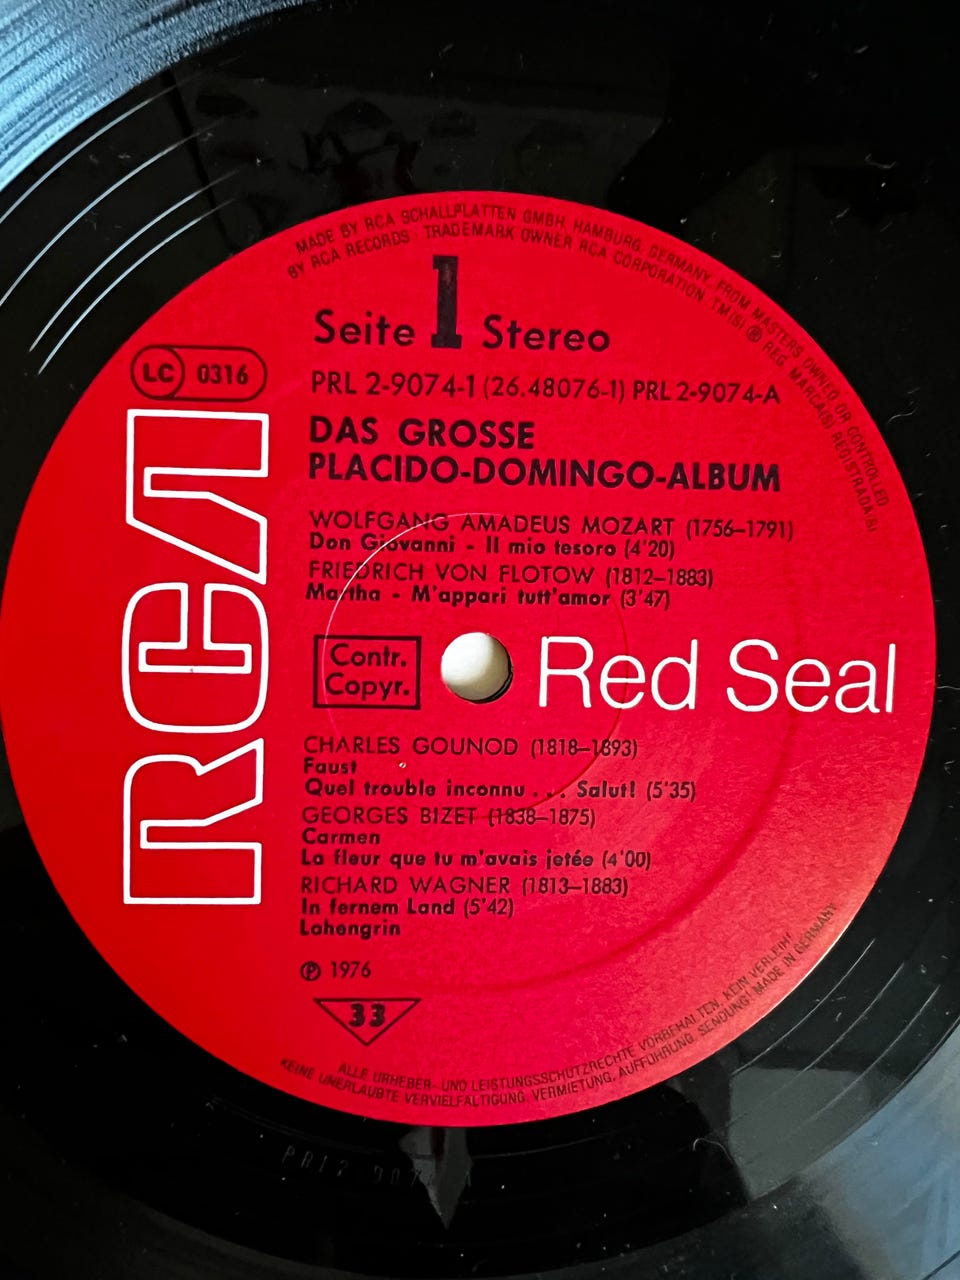 MADE BY RCA SCHALLPLATTEN GMBH, HAMBURG, GERMANY, FROM MASTERS OWNED OR CONTROLLED
BY RCA RECORDS · TRADEMARK OWNER RCA CORPORATION TM(S) ® REG. MARCA(S) REGISTRADA(S)
Seite 1 Stereo
LC 0316
PRL 2-9074-1 (26.48076-1) PRL 2-9074-A
DAS GROSSE
PLACIDO-DOMINGO-ALBUM
WOLFGANG AMADEUS MOZART (1756–1791)
Don Giovanni - Il mio tesoro (4'20)
FRIEDRICH VON FLOTOW (1812–1883)
Martha - M'appari tutt'amor (3'47)
RCA
Contr.
Copyr.
Red Seal
CHARLES GOUNOD (1818–1893)
Faust
Quel trouble inconnu . . . Salut! (5'35)
GEORGES BIZET (1838–1875)
Carmen
La fleur que tu m'avais jetée (4'00)
RICHARD WAGNER (1813–1883)
In fernem Land (5'42)
Lohengrin
℗ 1976
33
ALLE URHEBER- UND LEISTUNGSSCHUTZRECHTE VORBEHALTEN. KEIN VERLEIH!
KEINE UNERLAUBTE VERVIELFÄLTIGUNG, VERMIETUNG, AUFFÜHRUNG, SENDUNG! MADE IN GERMANY